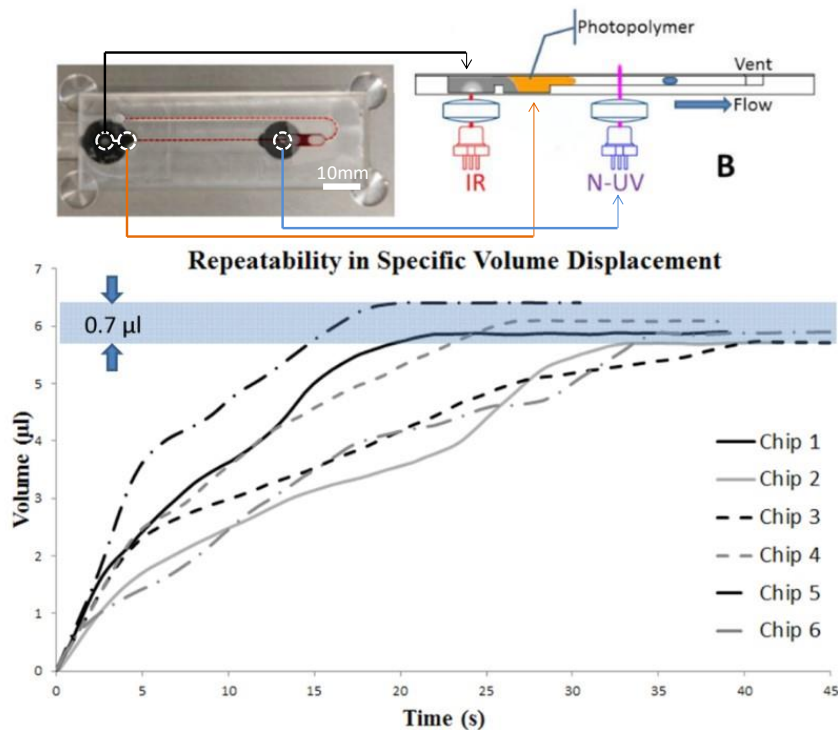 Photopolymer
Vent
Flow
B
IR
N-UV
10mm
Repeatability in Specific Volume Displacement
7
6
5
4
3
2
1
0
0.7 µl
Volume (µl)
Chip 1
Chip 2
Chip 3
Chip 4
Chip 5
Chip 6
0 5 10 15 20 25 30 35 40 45
Time (s)